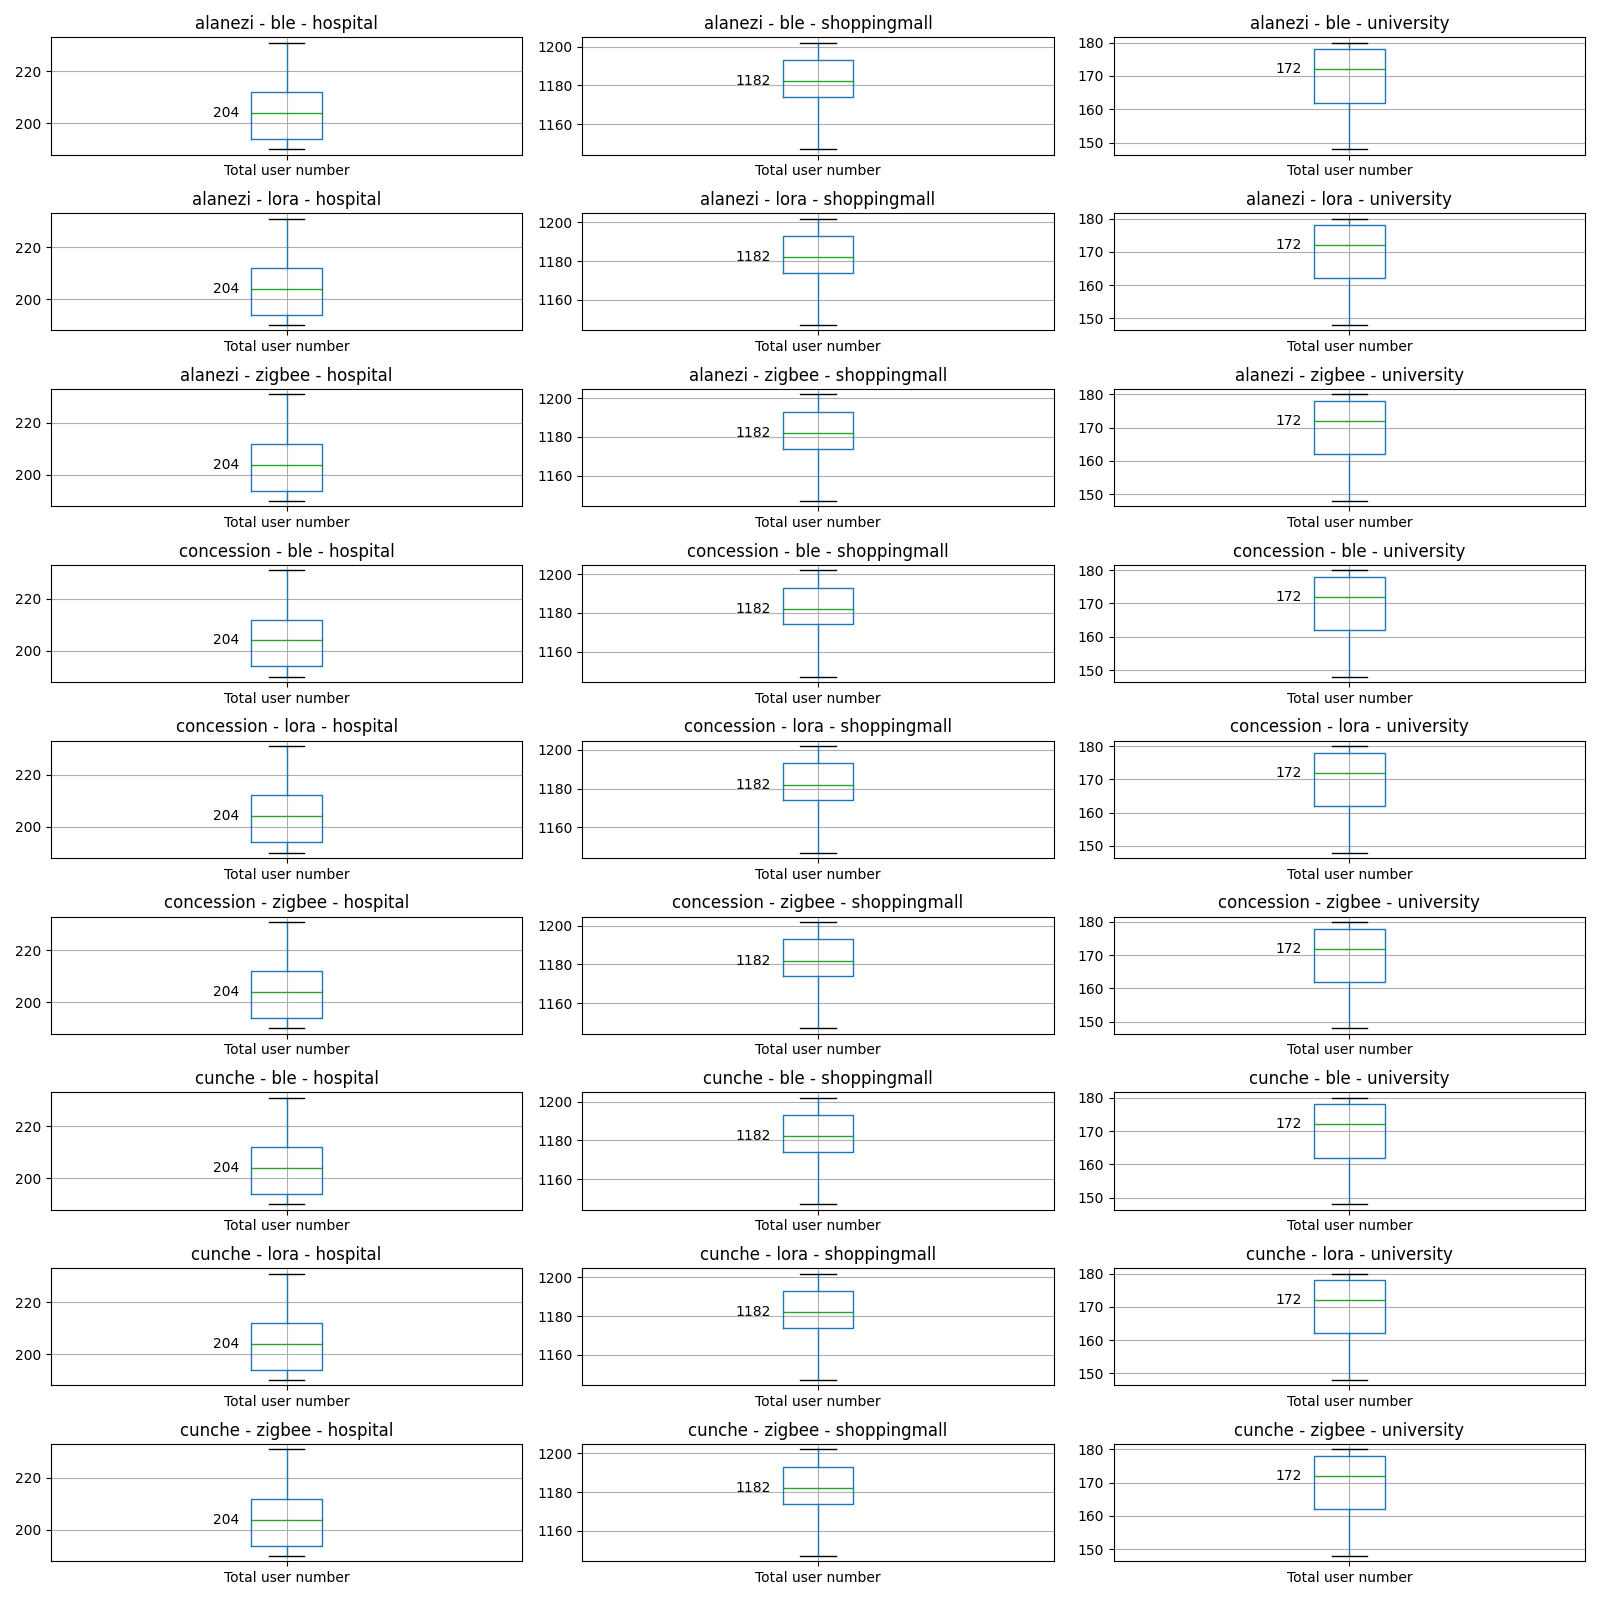 alanezi - ble - hospital
220
204
200
Total user number
alanezi - ble - shoppingmall
1200
1182
1180
1160
Total user number
alanezi - ble - university
180
172
170
160
150
Total user number
alanezi - lora - hospital
220
204
200
Total user number
alanezi - lora - shoppingmall
1200
1182
1180
1160
Total user number
alanezi - lora - university
180
172
170
160
150
Total user number
alanezi - zigbee - hospital
220
204
200
Total user number
alanezi - zigbee - shoppingmall
1200
1182
1180
1160
Total user number
alanezi - zigbee - university
180
172
170
160
150
Total user number
concession - ble - hospital
220
204
200
Total user number
concession - ble - shoppingmall
1200
1182
1180
1160
Total user number
concession - ble - university
180
172
170
160
150
Total user number
concession - lora - hospital
220
204
200
Total user number
concession - lora - shoppingmall
1200
1182
1180
1160
Total user number
concession - lora - university
180
172
170
160
150
Total user number
concession - zigbee - hospital
220
204
200
Total user number
concession - zigbee - shoppingmall
1200
1182
1180
1160
Total user number
concession - zigbee - university
180
172
170
160
150
Total user number
cunche - ble - hospital
220
204
200
Total user number
cunche - ble - shoppingmall
1200
1182
1180
1160
Total user number
cunche - ble - university
180
172
170
160
150
Total user number
cunche - lora - hospital
220
204
200
Total user number
cunche - lora - shoppingmall
1200
1182
1180
1160
Total user number
cunche - lora - university
180
172
170
160
150
Total user number
cunche - zigbee - hospital
220
204
200
Total user number
cunche - zigbee - shoppingmall
1200
1182
1180
1160
Total user number
cunche - zigbee - university
180
172
170
160
150
Total user number